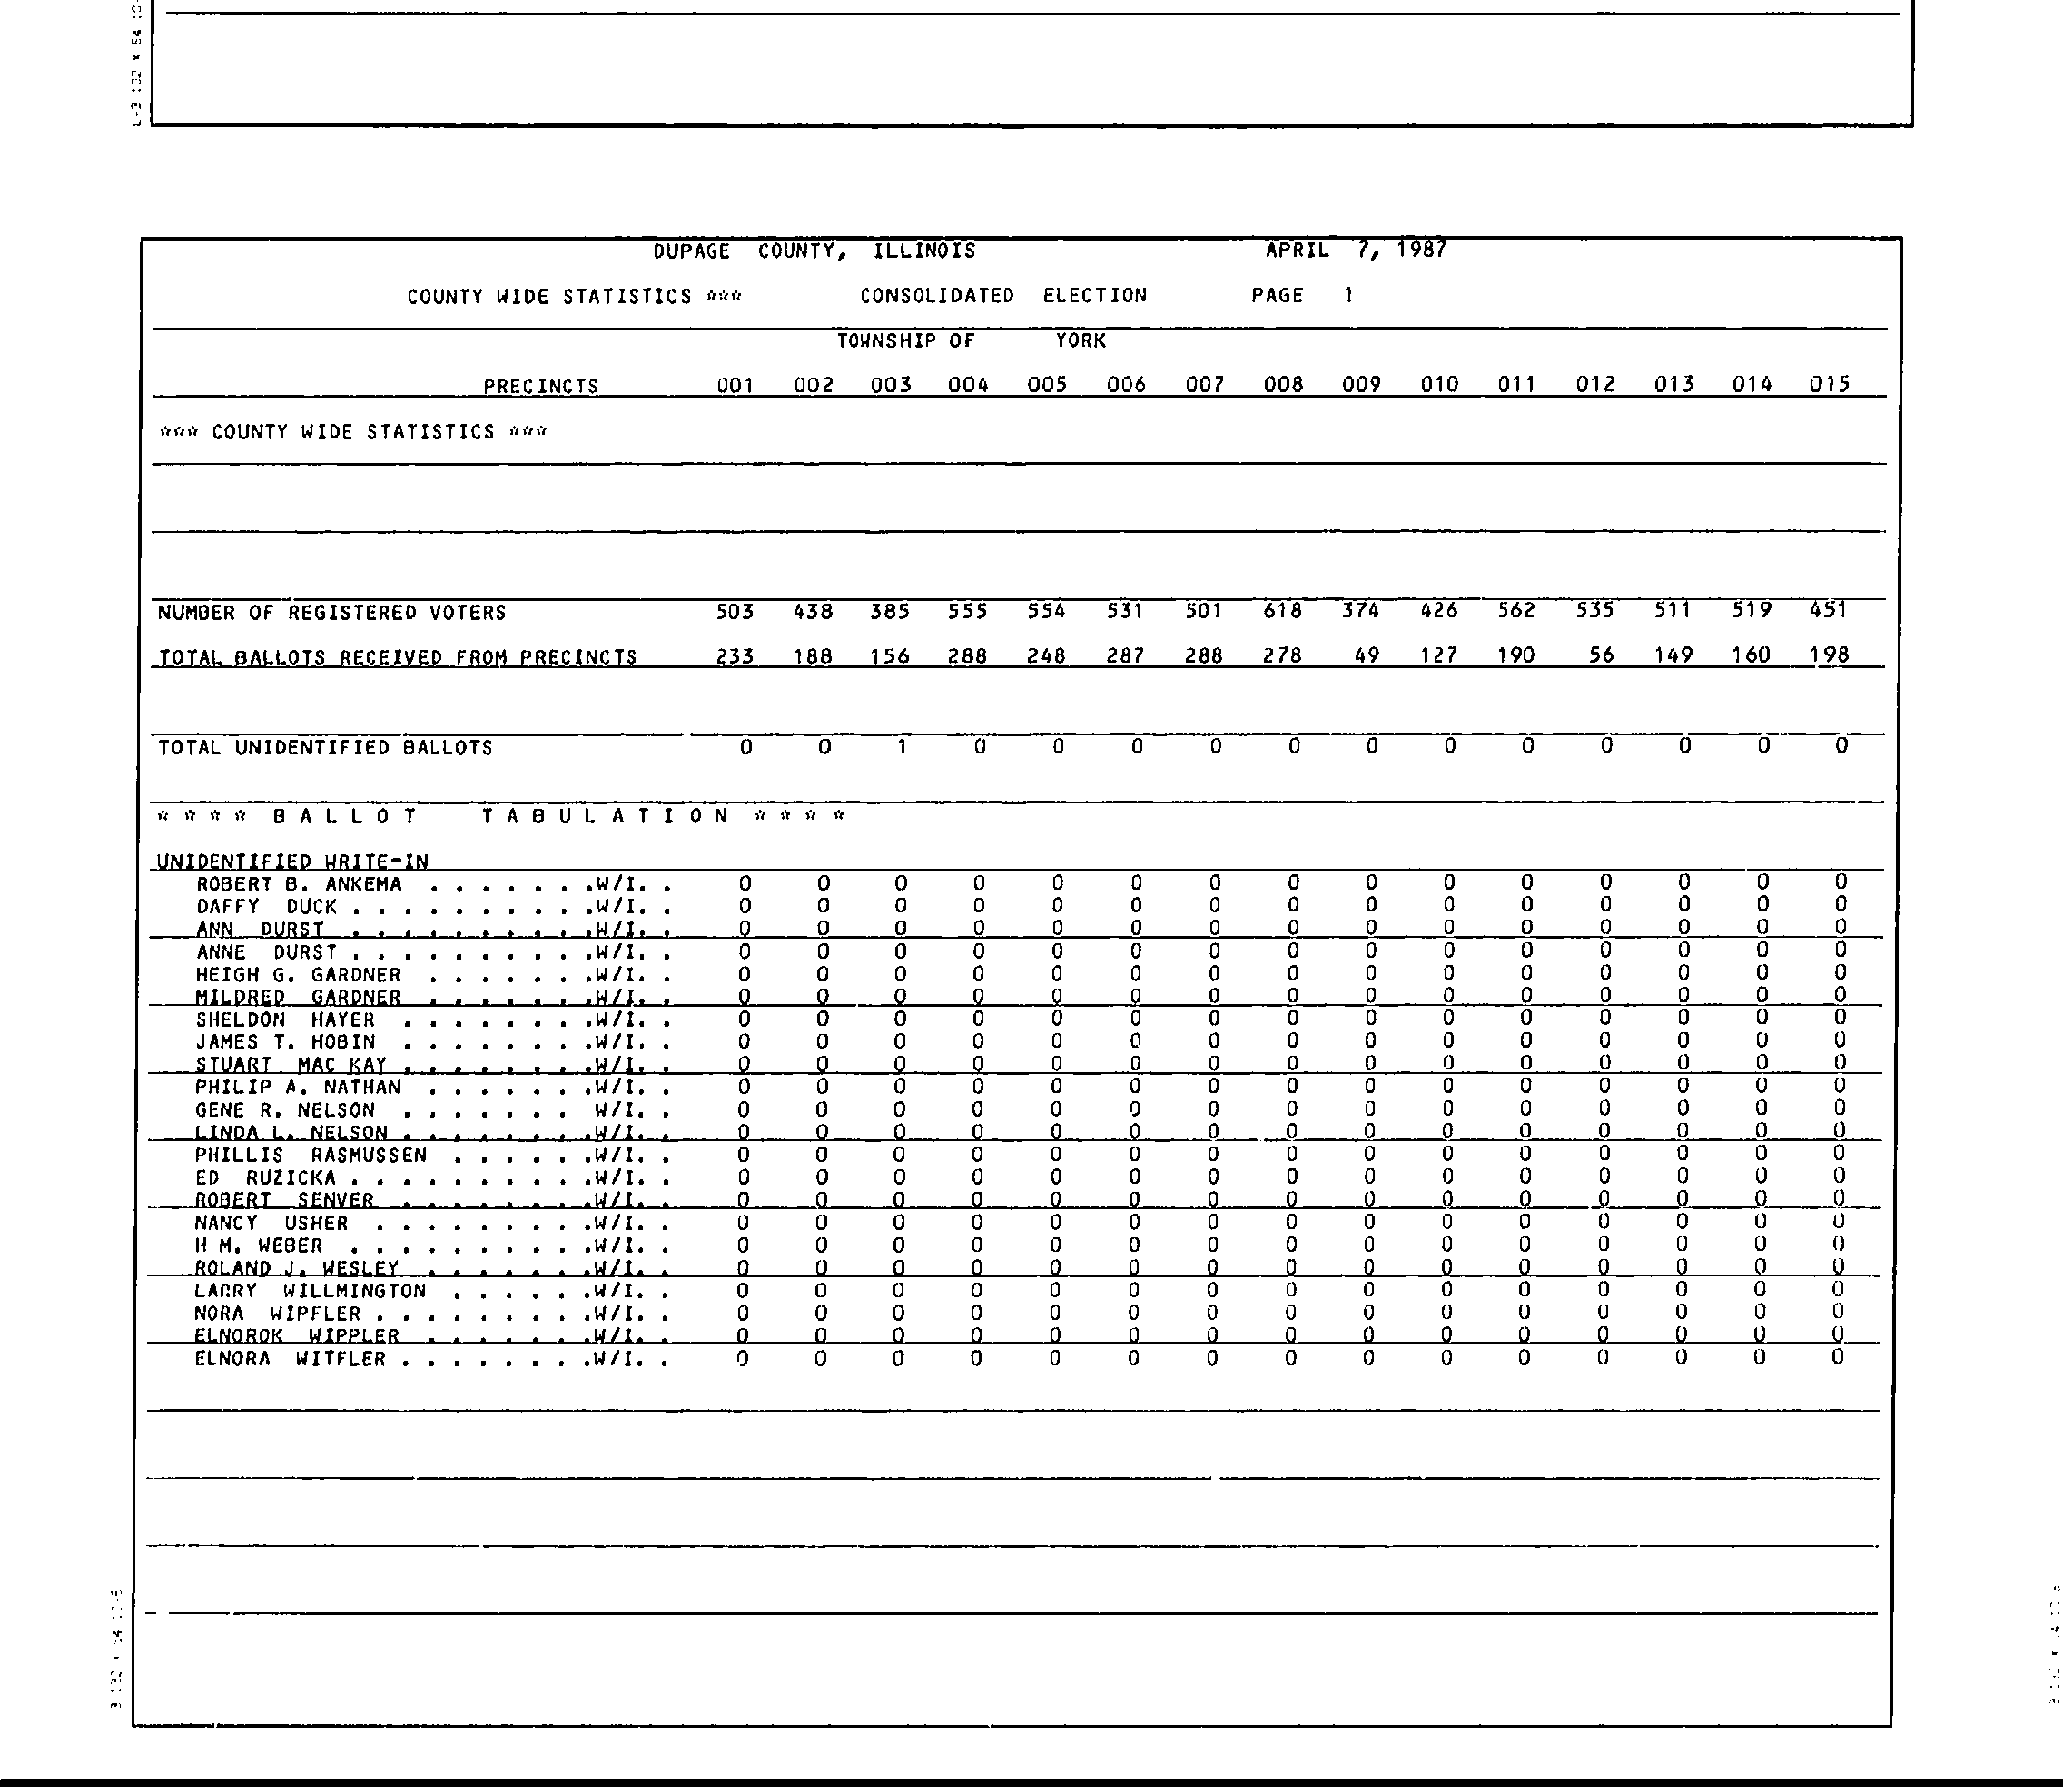 DUPAGE COUNTY, ILLINOIS APRIL 7, 1987
COUNTY WIDE STATISTICS *** CONSOLIDATED ELECTION PAGE 1
TOWNSHIP OF YORK
PRECINCTS 001 002 003 004 005 006 007 008 009 010 011 012 013 014 015
*** COUNTY WIDE STATISTICS ***
NUMBER OF REGISTERED VOTERS 503 438 385 555 554 531 501 618 374 426 562 535 511 519 451
TOTAL BALLOTS RECEIVED FROM PRECINCTS 233 188 156 288 248 287 288 278 49 127 190 56 149 160 198
TOTAL UNIDENTIFIED BALLOTS 0 0 1 0 0 0 0 0 0 0 0 0 0 0 0
* * * * B A L L O T T A B U L A T I O N * * * *
UNIDENTIFIED WRITE-IN
ROBERT B. ANKEMA . . . . . . .W/I. . 0 0 0 0 0 0 0 0 0 0 0 0 0 0 0
DAFFY DUCK . . . . . . . . . .W/I. . 0 0 0 0 0 0 0 0 0 0 0 0 0 0 0
ANN DURST . . . . . . . . . .W/I. . 0 0 0 0 0 0 0 0 0 0 0 0 0 0 0
ANNE DURST . . . . . . . . . .W/I. . 0 0 0 0 0 0 0 0 0 0 0 0 0 0 0
HEIGH G. GARDNER . . . . . . .W/I. . 0 0 0 0 0 0 0 0 0 0 0 0 0 0 0
MILDRED GARDNER . . . . . . .W/I. . 0 0 0 0 0 0 0 0 0 0 0 0 0 0 0
SHELDON HAYER . . . . . . . .W/I. . 0 0 0 0 0 0 0 0 0 0 0 0 0 0 0
JAMES T. HOBIN . . . . . . . .W/I. . 0 0 0 0 0 0 0 0 0 0 0 0 0 0 0
STUART MAC KAY . . . . . . . .W/I. . 0 0 0 0 0 0 0 0 0 0 0 0 0 0 0
PHILIP A. NATHAN . . . . . . .W/I. . 0 0 0 0 0 0 0 0 0 0 0 0 0 0 0
GENE R. NELSON . . . . . . . W/I. . 0 0 0 0 0 0 0 0 0 0 0 0 0 0 0
LINDA L. NELSON . . . . . . . .W/I. . 0 0 0 0 0 0 0 0 0 0 0 0 0 0 0
PHILLIS RASMUSSEN . . . . . .W/I. . 0 0 0 0 0 0 0 0 0 0 0 0 0 0 0
ED RUZICKA . . . . . . . . . .W/I. . 0 0 0 0 0 0 0 0 0 0 0 0 0 0 0
ROBERT SENVER . . . . . . . .W/I. . 0 0 0 0 0 0 0 0 0 0 0 0 0 0 0
NANCY USHER . . . . . . . . .W/I. . 0 0 0 0 0 0 0 0 0 0 0 0 0 0 0
H M. WEBER . . . . . . . . . .W/I. . 0 0 0 0 0 0 0 0 0 0 0 0 0 0 0
ROLAND J. WESLEY . . . . . . .W/I. . 0 0 0 0 0 0 0 0 0 0 0 0 0 0 0
LARRY WILLMINGTON . . . . . .W/I. . 0 0 0 0 0 0 0 0 0 0 0 0 0 0 0
NORA WIPFLER . . . . . . . . .W/I. . 0 0 0 0 0 0 0 0 0 0 0 0 0 0 0
ELNOROK WIPPLER . . . . . . .W/I. . 0 0 0 0 0 0 0 0 0 0 0 0 0 0 0
ELNORA WITFLER . . . . . . . .W/I. . 0 0 0 0 0 0 0 0 0 0 0 0 0 0 0